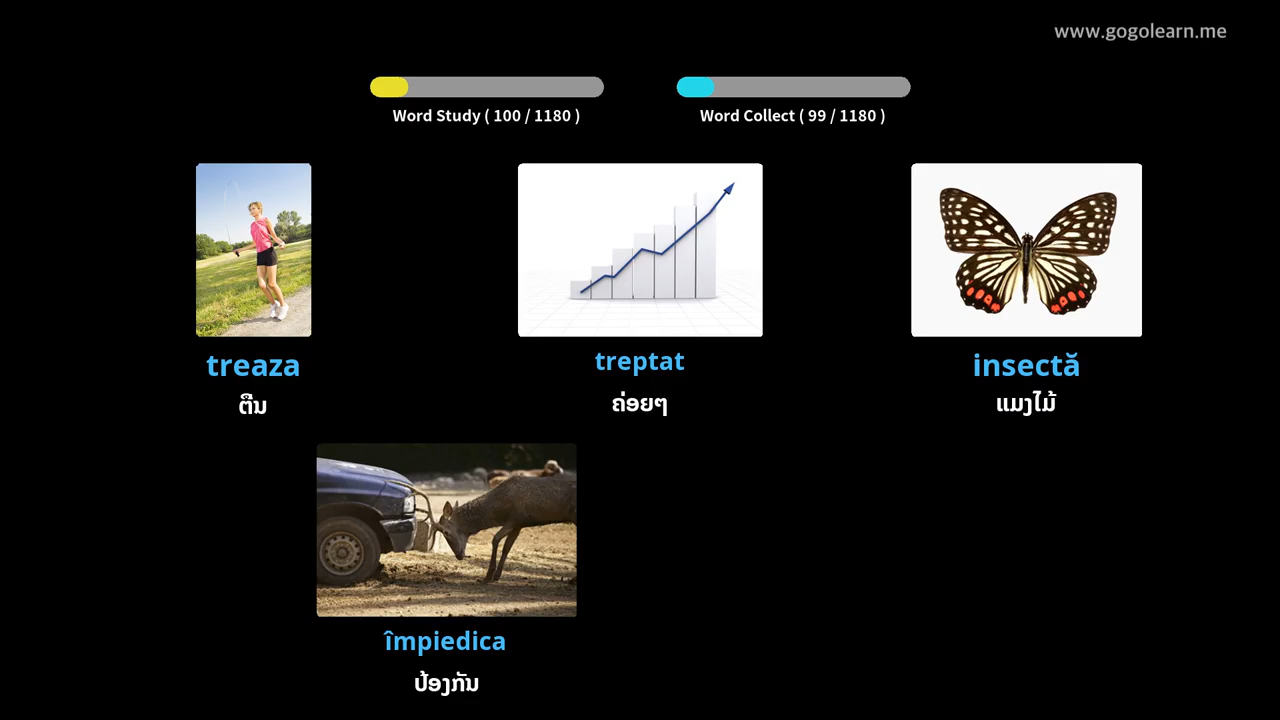 www.gogolearn.me
Word Study ( 100 / 1180 )
Word Collect ( 99 / 1180 )
treaza
ຕື່ນ
treptat
ຄ່ອຍໆ
insectă
ແມງໄມ້
împiedica
ປ້ອງກັນ